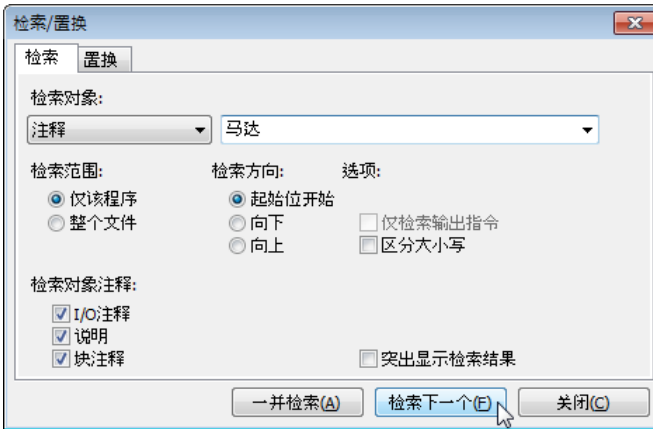 检索/置换
检索 置换
检索对象:
注释 马达
检索范围: 检索方向: 选项:
仅该程序 起始位开始
整个文件 向下 仅检索输出指令
向上 区分大小写
检索对象注释:
I/O注释
说明
块注释 突出显示检索结果
一并检索(A) 检索下一个(F) 关闭(C)